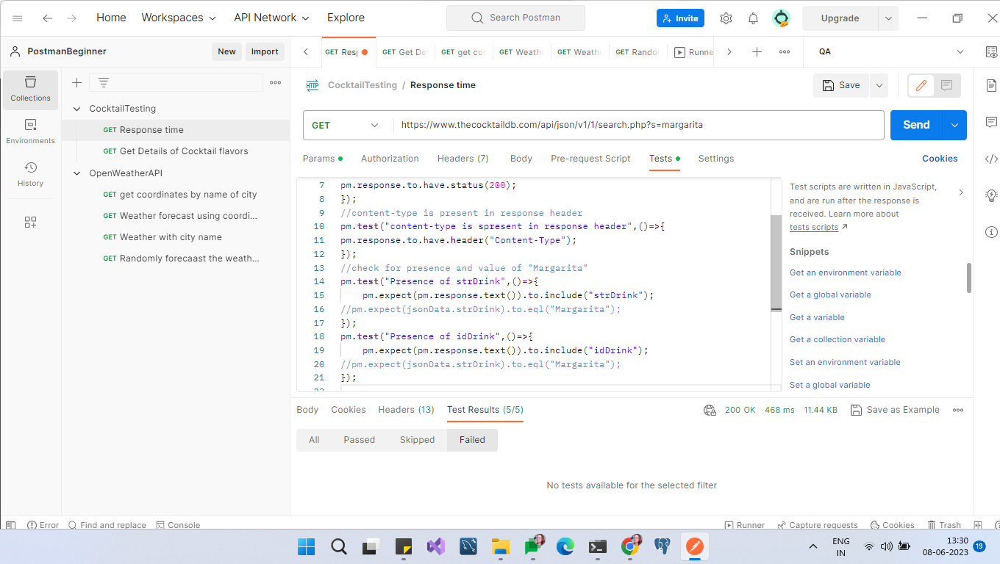 Home
Workspaces
API Network
Explore
Search Postman
Invite
Upgrade
PostmanBeginner
New
Import
GET Resp
GET Get De
GET get co
GET Weath
GET Weath
GET Rando
Runne
QA
Collections
Environments
History
CocktailTesting
GET Response time
GET Get Details of Cocktail flavors
OpenWeatherAPI
GET get coordinates by name of city
GET Weather forecast using coordi...
GET Weather with city name
GET Randomly forecaast the weath...
HTTP CocktailTesting / Response time
Save
GET
https://www.thecocktaildb.com/api/json/v1/1/search.php?s=margarita
Send
Params
Authorization
Headers (7)
Body
Pre-request Script
Tests
Settings
Cookies
7 pm.response.to.have.status(200);
8 });
9 //content-type is present in response header
10 pm.test("content-type is spresent in response header",()=>{
11 pm.response.to.have.header("Content-Type");
12 });
13 //check for presence and value of "Margarita"
14 pm.test("Presence of strDrink",()=>{
15 pm.expect(pm.response.text()).to.include("strDrink");
16 //pm.expect(jsonData.strDrink).to.eql("Margarita");
17 });
18 pm.test("Presence of idDrink",()=>{
19 pm.expect(pm.response.text()).to.include("idDrink");
20 //pm.expect(jsonData.strDrink).to.eql("Margarita");
21 });
22
Test scripts are written in JavaScript,
and are run after the response is
received. Learn more about
tests scripts
Snippets
Get an environment variable
Get a global variable
Get a variable
Get a collection variable
Set an environment variable
Set a global variable
Body
Cookies
Headers (13)
Test Results (5/5)
200 OK
468 ms
11.44 KB
Save as Example
All
Passed
Skipped
Failed
No tests available for the selected filter
Error
Find and replace
Console
Runner
Capture requests
Cookies
Trash
ENG
IN
13:30
08-06-2023
19